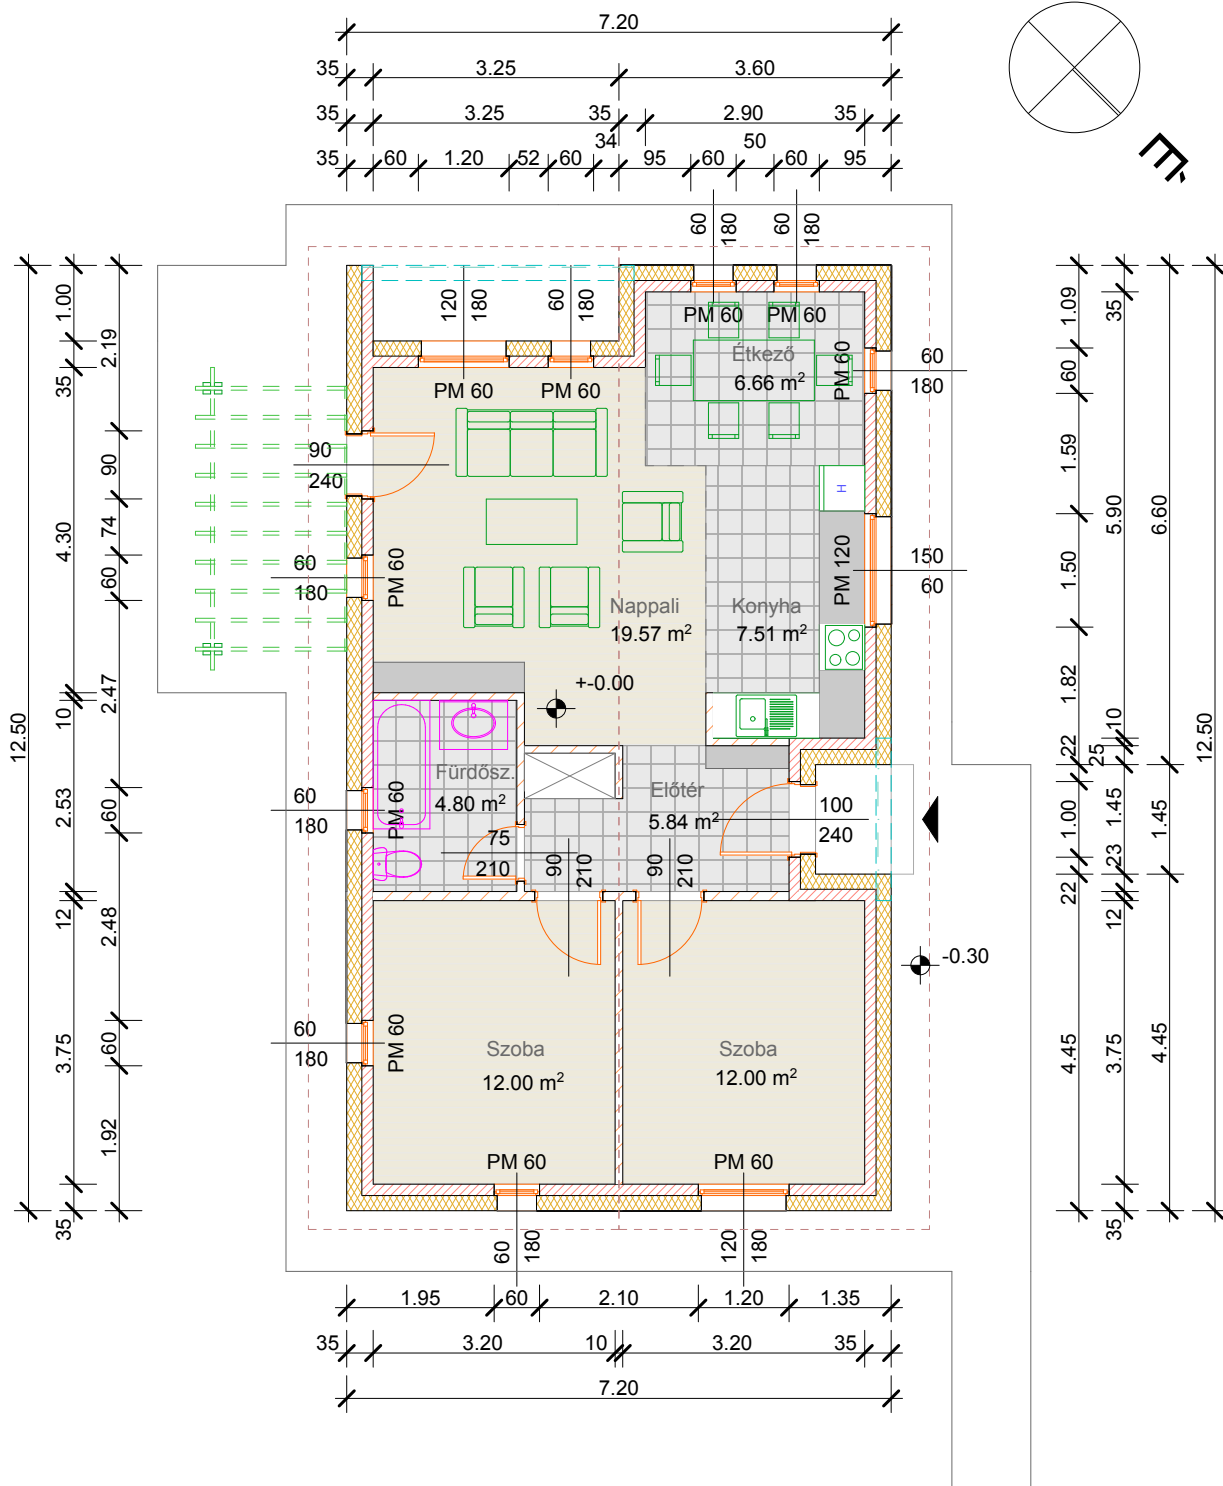 7.20
35 3.25 3.60
35 3.25 35 2.90 35
34 50
35 60 1.20 52 60 95 60 60 95
É.
60 180
60 180
120 180
60 180
PM 60 PM 60
PM 60 PM 60
Étkező
6.66 m²
PM 60
60
180
90
240
60
180
PM 60
Nappali
19.57 m²
Konyha
7.51 m²
H
PM 120
150
60
+-0.00
Fürdősz.
4.80 m²
PM 60
60
180
75
210
Előtér
5.84 m²
100
240
90 210
90 210
-0.30
60
180
PM 60
Szoba
12.00 m²
Szoba
12.00 m²
PM 60
PM 60
60 180
120 180
12.50
1.00 35 4.30 10 2.53 12 3.75 35
2.19 90 74 60 2.47 60 2.48 60 1.92
1.09 60 1.59 1.50 1.82 22 1.00 22 4.45
35 5.90 10 25 1.45 23 12 3.75 35
6.60 1.45 4.45
12.50
1.95 60 2.10 1.20 1.35
35 3.20 10 3.20 35
7.20